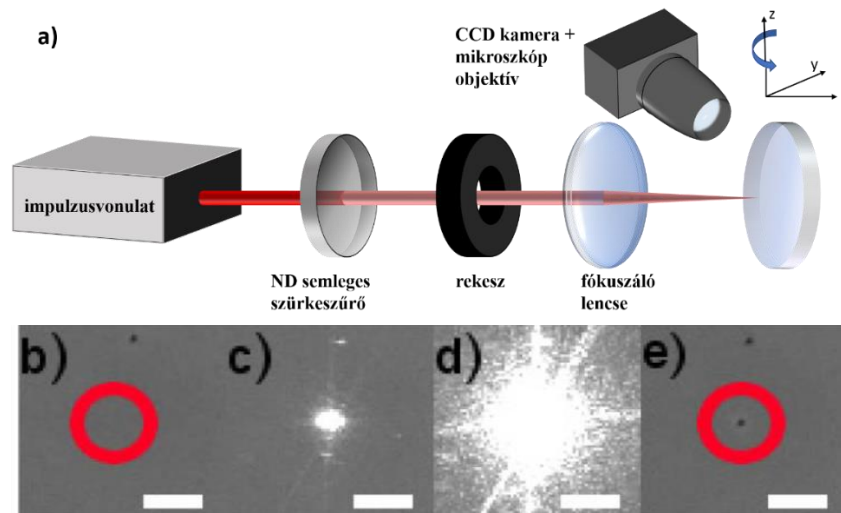 a)
CCD kamera +
mikroszkóp
objektív
z
y
impulzusvonulat
ND semleges
szürkeszűrő
rekesz
fókuszáló
lencse
b)
c)
d)
e)